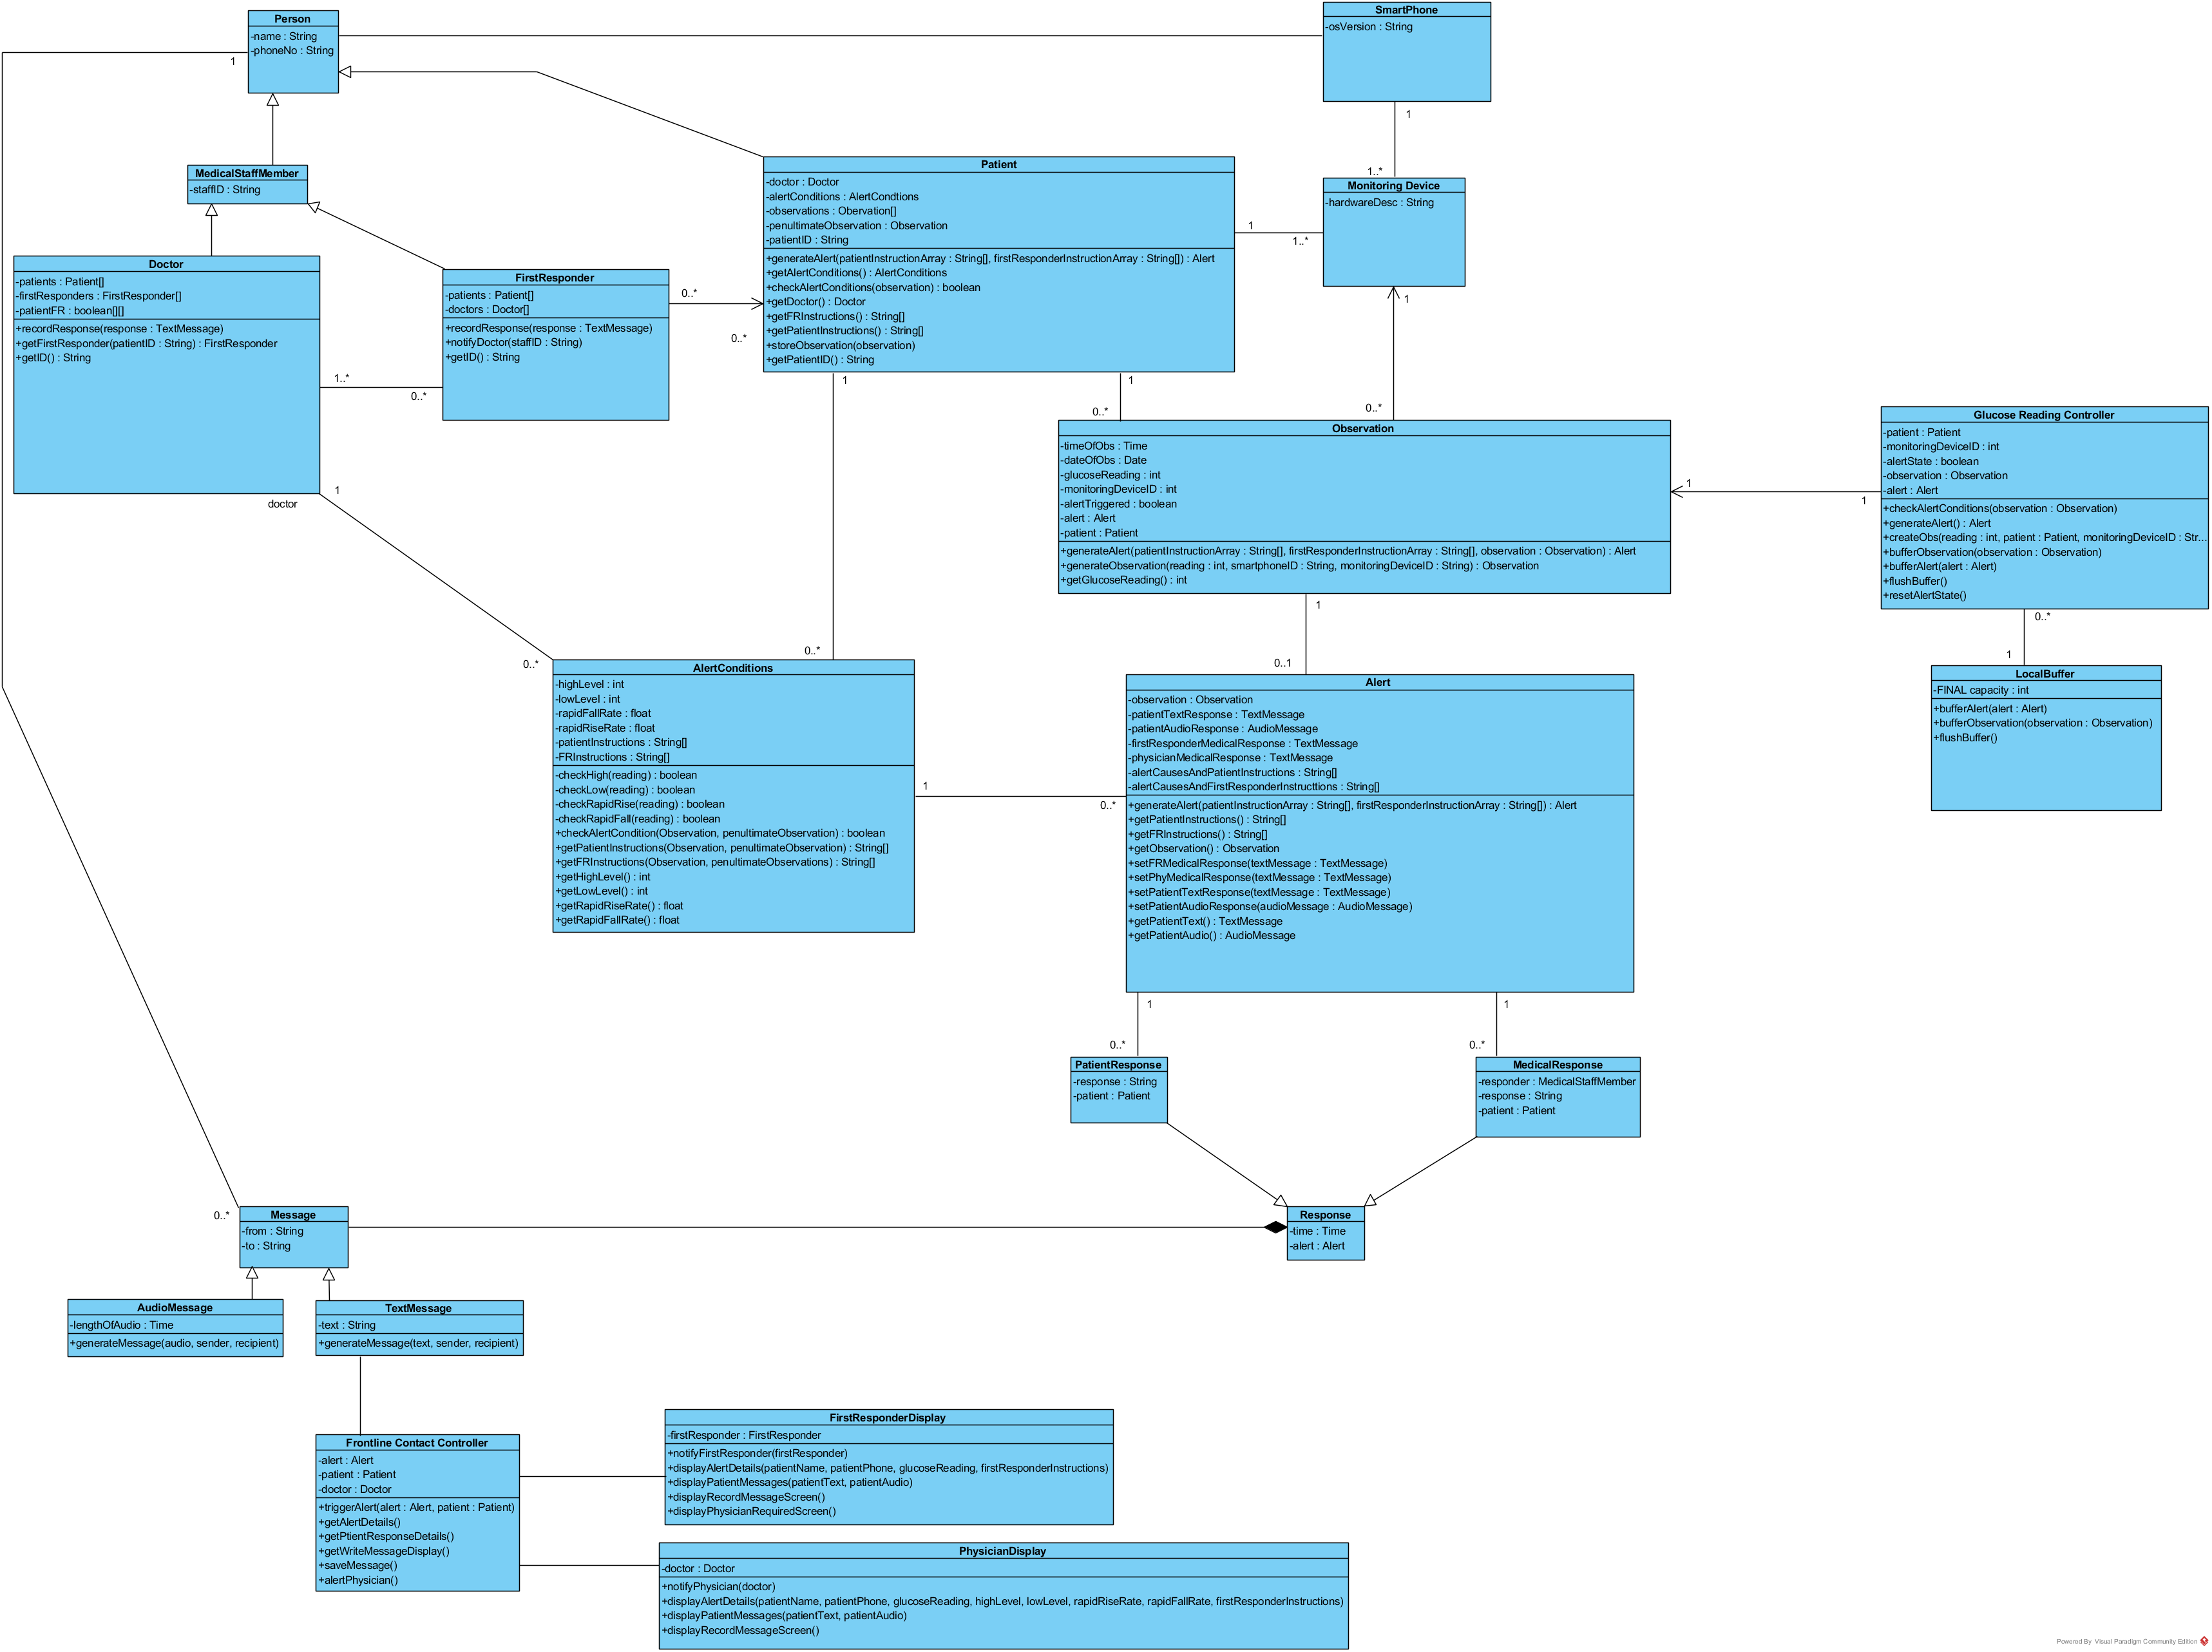 Person
-name : String
-phoneNo : String
1
SmartPhone
-osVersion : String
1
1..*
MedicalStaffMember
-staffID : String
Patient
-doctor : Doctor
-alertConditions : AlertCondtions
-observations : Obervation[]
-penultimateObservation : Observation
-patientID : String
+generateAlert(patientInstructionArray : String[], firstResponderInstructionArray : String[]) : Alert
+getAlertConditions() : AlertConditions
+checkAlertConditions(observation) : boolean
+getDoctor() : Doctor
+getFRInstructions() : String[]
+getPatientInstructions() : String[]
+storeObservation(observation)
+getPatientID() : String
1
1..*
Monitoring Device
-hardwareDesc : String
1
0..*
Doctor
-patients : Patient[]
-firstResponders : FirstResponder[]
-patientFR : boolean[][]
+recordResponse(response : TextMessage)
+getFirstResponder(patientID : String) : FirstResponder
+getID() : String
1..*
0..*
1
doctor
0..*
FirstResponder
-patients : Patient[]
-doctors : Doctor[]
+recordResponse(response : TextMessage)
+notifyDoctor(staffID : String)
+getID() : String
0..*
0..*
1
0..*
1
0..*
Observation
-timeOfObs : Time
-dateOfObs : Date
-glucoseReading : int
-monitoringDeviceID : int
-alertTriggered : boolean
-alert : Alert
-patient : Patient
+generateAlert(patientInstructionArray : String[], firstResponderInstructionArray : String[], observation : Observation) : Alert
+generateObservation(reading : int, smartphoneID : String, monitoringDeviceID : String) : Observation
+getGlucoseReading() : int
1
1
Glucose Reading Controller
-patient : Patient
-monitoringDeviceID : int
-alertState : boolean
-observation : Observation
-alert : Alert
+checkAlertConditions(observation : Observation)
+generateAlert() : Alert
+createObs(reading : int, patient : Patient, monitoringDeviceID : Str...
+bufferObservation(observation : Observation)
+bufferAlert(alert : Alert)
+flushBuffer()
+resetAlertState()
0..*
1
LocalBuffer
-FINAL capacity : int
+bufferAlert(alert : Alert)
+bufferObservation(observation : Observation)
+flushBuffer()
1
0..1
AlertConditions
-highLevel : int
-lowLevel : int
-rapidFallRate : float
-rapidRiseRate : float
-patientInstructions : String[]
-FRInstructions : String[]
-checkHigh(reading) : boolean
-checkLow(reading) : boolean
-checkRapidRise(reading) : boolean
-checkRapidFall(reading) : boolean
+checkAlertCondition(Observation, penultimateObservation) : boolean
+getPatientInstructions(Observation, penultimateObservation) : String[]
+getFRInstructions(Observation, penultimateObservations) : String[]
+getHighLevel() : int
+getLowLevel() : int
+getRapidRiseRate() : float
+getRapidFallRate() : float
1
0..*
Alert
-observation : Observation
-patientTextResponse : TextMessage
-patientAudioResponse : AudioMessage
-firstResponderMedicalResponse : TextMessage
-physicianMedicalResponse : TextMessage
-alertCausesAndPatientInstructions : String[]
-alertCausesAndFirstResponderInstructtions : String[]
+generateAlert(patientInstructionArray : String[], firstResponderInstructionArray : String[]) : Alert
+getPatientInstructions() : String[]
+getFRInstructions() : String[]
+getObservation() : Observation
+setFRMedicalResponse(textMessage : TextMessage)
+setPhyMedicalResponse(textMessage : TextMessage)
+setPatientTextResponse(textMessage : TextMessage)
+setPatientAudioResponse(audioMessage : AudioMessage)
+getPatientText() : TextMessage
+getPatientAudio() : AudioMessage
1
0..*
1
0..*
PatientResponse
-response : String
-patient : Patient
MedicalResponse
-responder : MedicalStaffMember
-response : String
-patient : Patient
0..*
Message
-from : String
-to : String
Response
-time : Time
-alert : Alert
AudioMessage
-lengthOfAudio : Time
+generateMessage(audio, sender, recipient)
TextMessage
-text : String
+generateMessage(text, sender, recipient)
Frontline Contact Controller
-alert : Alert
-patient : Patient
-doctor : Doctor
+triggerAlert(alert : Alert, patient : Patient)
+getAlertDetails()
+getPtientResponseDetails()
+getWriteMessageDisplay()
+saveMessage()
+alertPhysician()
FirstResponderDisplay
-firstResponder : FirstResponder
+notifyFirstResponder(firstResponder)
+displayAlertDetails(patientName, patientPhone, glucoseReading, firstResponderInstructions)
+displayPatientMessages(patientText, patientAudio)
+displayRecordMessageScreen()
+displayPhysicianRequiredScreen()
PhysicianDisplay
-doctor : Doctor
+notifyPhysician(doctor)
+displayAlertDetails(patientName, patientPhone, glucoseReading, highLevel, lowLevel, rapidRiseRate, rapidFallRate, firstResponderInstructions)
+displayPatientMessages(patientText, patientAudio)
+displayRecordMessageScreen()
Powered By Visual Paradigm Community Edition